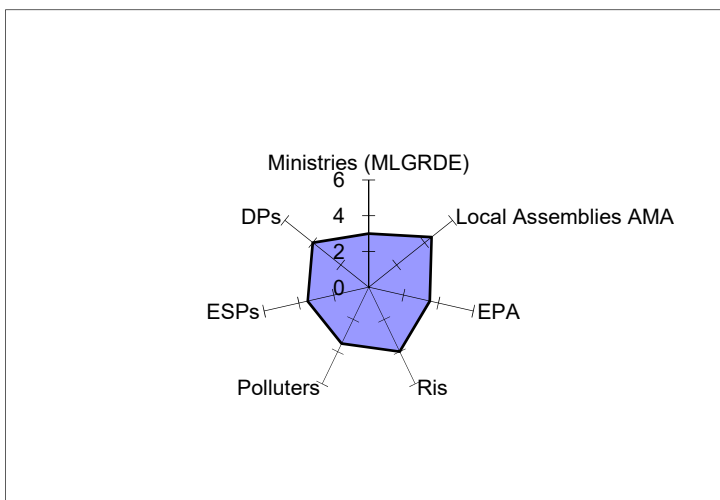 Ministries (MLGRDE)
6
DPs
4
Local Assemblies AMA
2
0
ESPs
EPA
Polluters
Ris